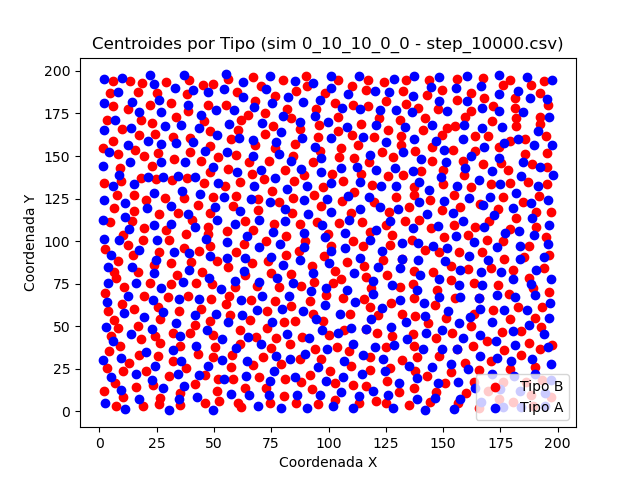 Centroides por Tipo (sim 0_10_10_0_0 - step_10000.csv)
Coordenada Y
200
175
150
125
100
75
50
25
0
Tipo B
Tipo A
0 25 50 75 100 125 150 175 200
Coordenada X